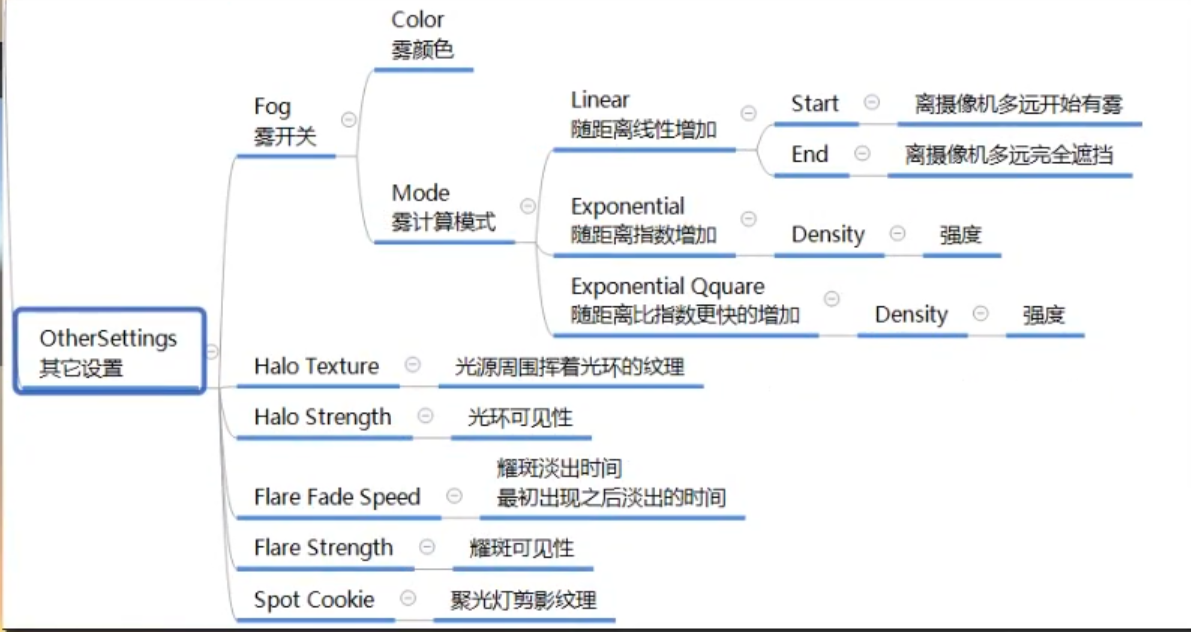 Color
雾颜色
Fog
雾开关
Mode
雾计算模式
Linear
随距离线性增加
Start
离摄像机多远开始有雾
End
离摄像机多远完全遮挡
Exponential
随距离指数增加
Density
强度
Exponential Qquare
随距离比指数更快的增加
Density
强度
OtherSettings
其它设置
Halo Texture
光源周围挥着光环的纹理
Halo Strength
光环可见性
Flare Fade Speed
耀斑淡出时间
最初出现之后淡出的时间
Flare Strength
耀斑可见性
Spot Cookie
聚光灯剪影纹理